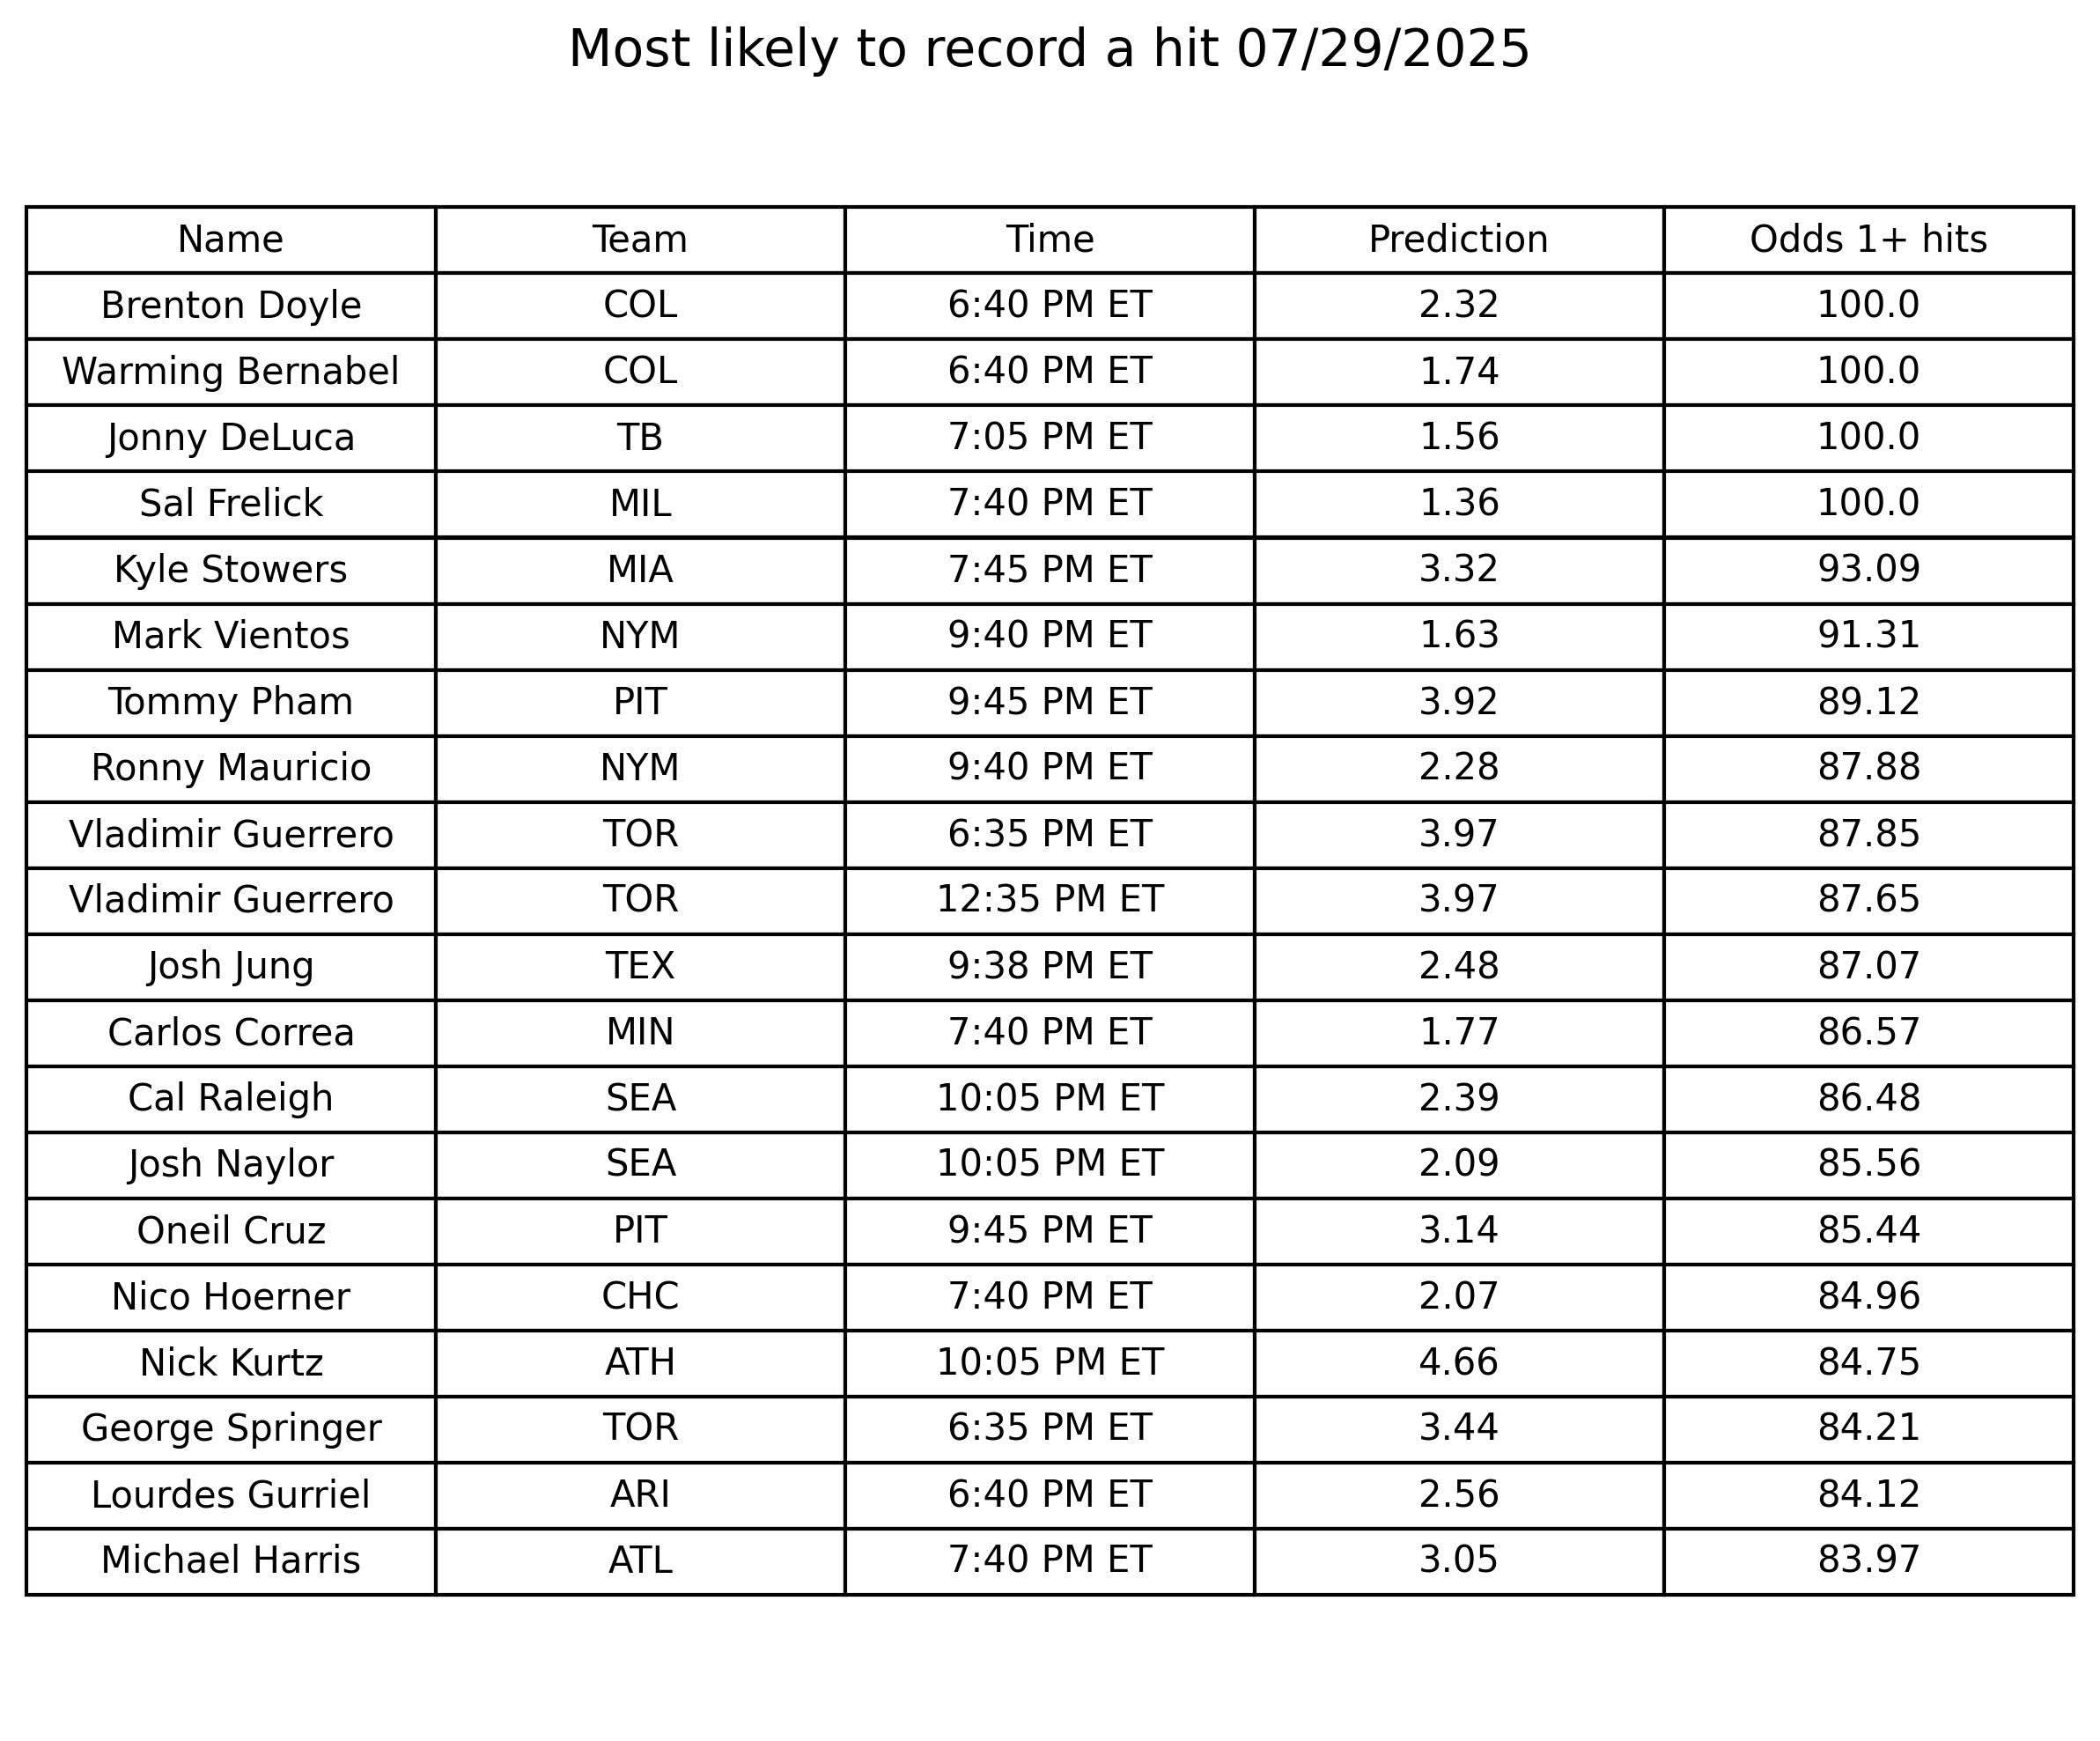 Most likely to record a hit 07/29/2025
Name Team Time Prediction Odds 1+ hits
Brenton Doyle COL 6:40 PM ET 2.32 100.0
Warming Bernabel COL 6:40 PM ET 1.74 100.0
Jonny DeLuca TB 7:05 PM ET 1.56 100.0
Sal Frelick MIL 7:40 PM ET 1.36 100.0
Kyle Stowers MIA 7:45 PM ET 3.32 93.09
Mark Vientos NYM 9:40 PM ET 1.63 91.31
Tommy Pham PIT 9:45 PM ET 3.92 89.12
Ronny Mauricio NYM 9:40 PM ET 2.28 87.88
Vladimir Guerrero TOR 6:35 PM ET 3.97 87.85
Vladimir Guerrero TOR 12:35 PM ET 3.97 87.65
Josh Jung TEX 9:38 PM ET 2.48 87.07
Carlos Correa MIN 7:40 PM ET 1.77 86.57
Cal Raleigh SEA 10:05 PM ET 2.39 86.48
Josh Naylor SEA 10:05 PM ET 2.09 85.56
Oneil Cruz PIT 9:45 PM ET 3.14 85.44
Nico Hoerner CHC 7:40 PM ET 2.07 84.96
Nick Kurtz ATH 10:05 PM ET 4.66 84.75
George Springer TOR 6:35 PM ET 3.44 84.21
Lourdes Gurriel ARI 6:40 PM ET 2.56 84.12
Michael Harris ATL 7:40 PM ET 3.05 83.97